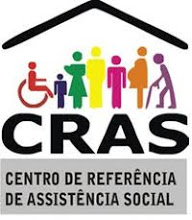 CRAS
CENTRO DE REFERÊNCIA
DE ASSISTÊNCIA SOCIAL